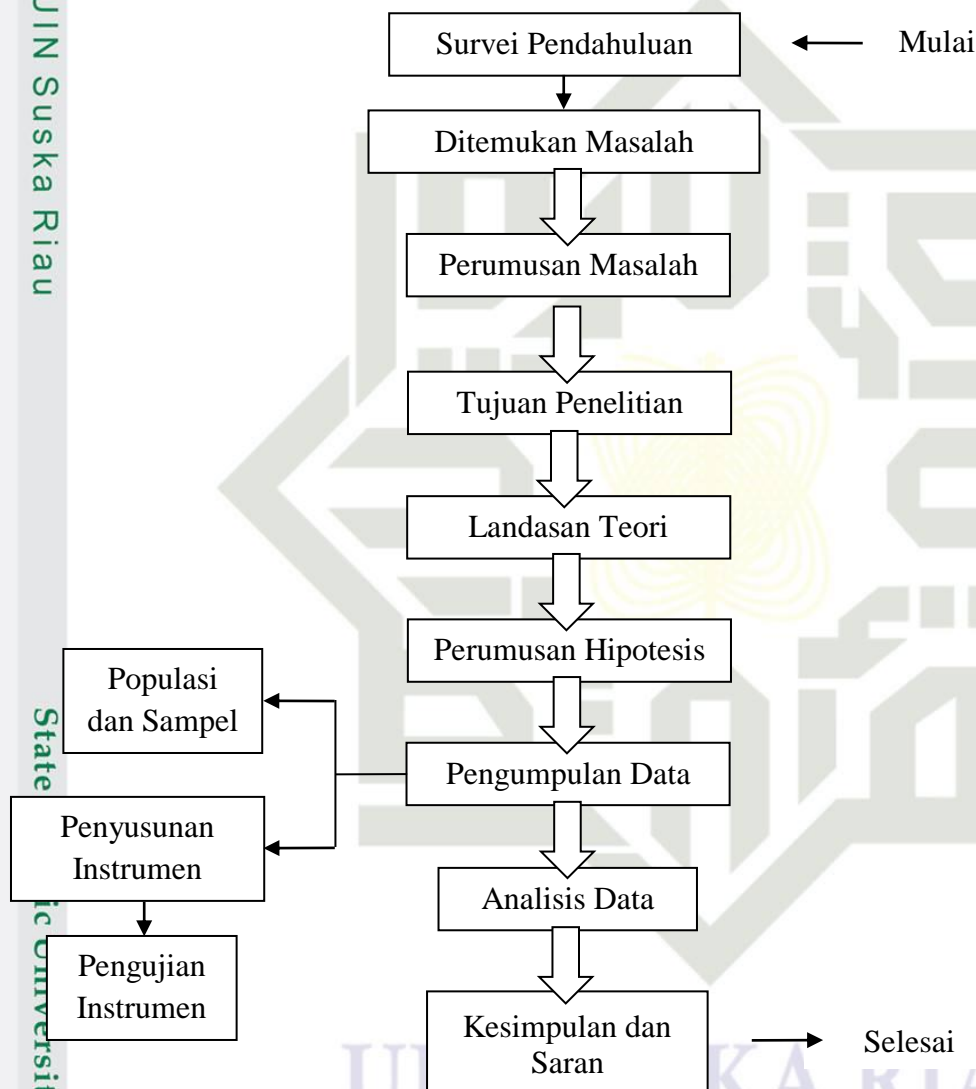 UIN Suska Riau
Survei Pendahuluan
Mulai
Ditemukan Masalah
Perumusan Masalah
Tujuan Penelitian
Landasan Teori
Perumusan Hipotesis
Populasi
dan Sampel
Pengumpulan Data
Penyusunan
Instrumen
Analisis Data
Pengujian
Instrumen
Kesimpulan dan
Saran
Selesai
State
RIA